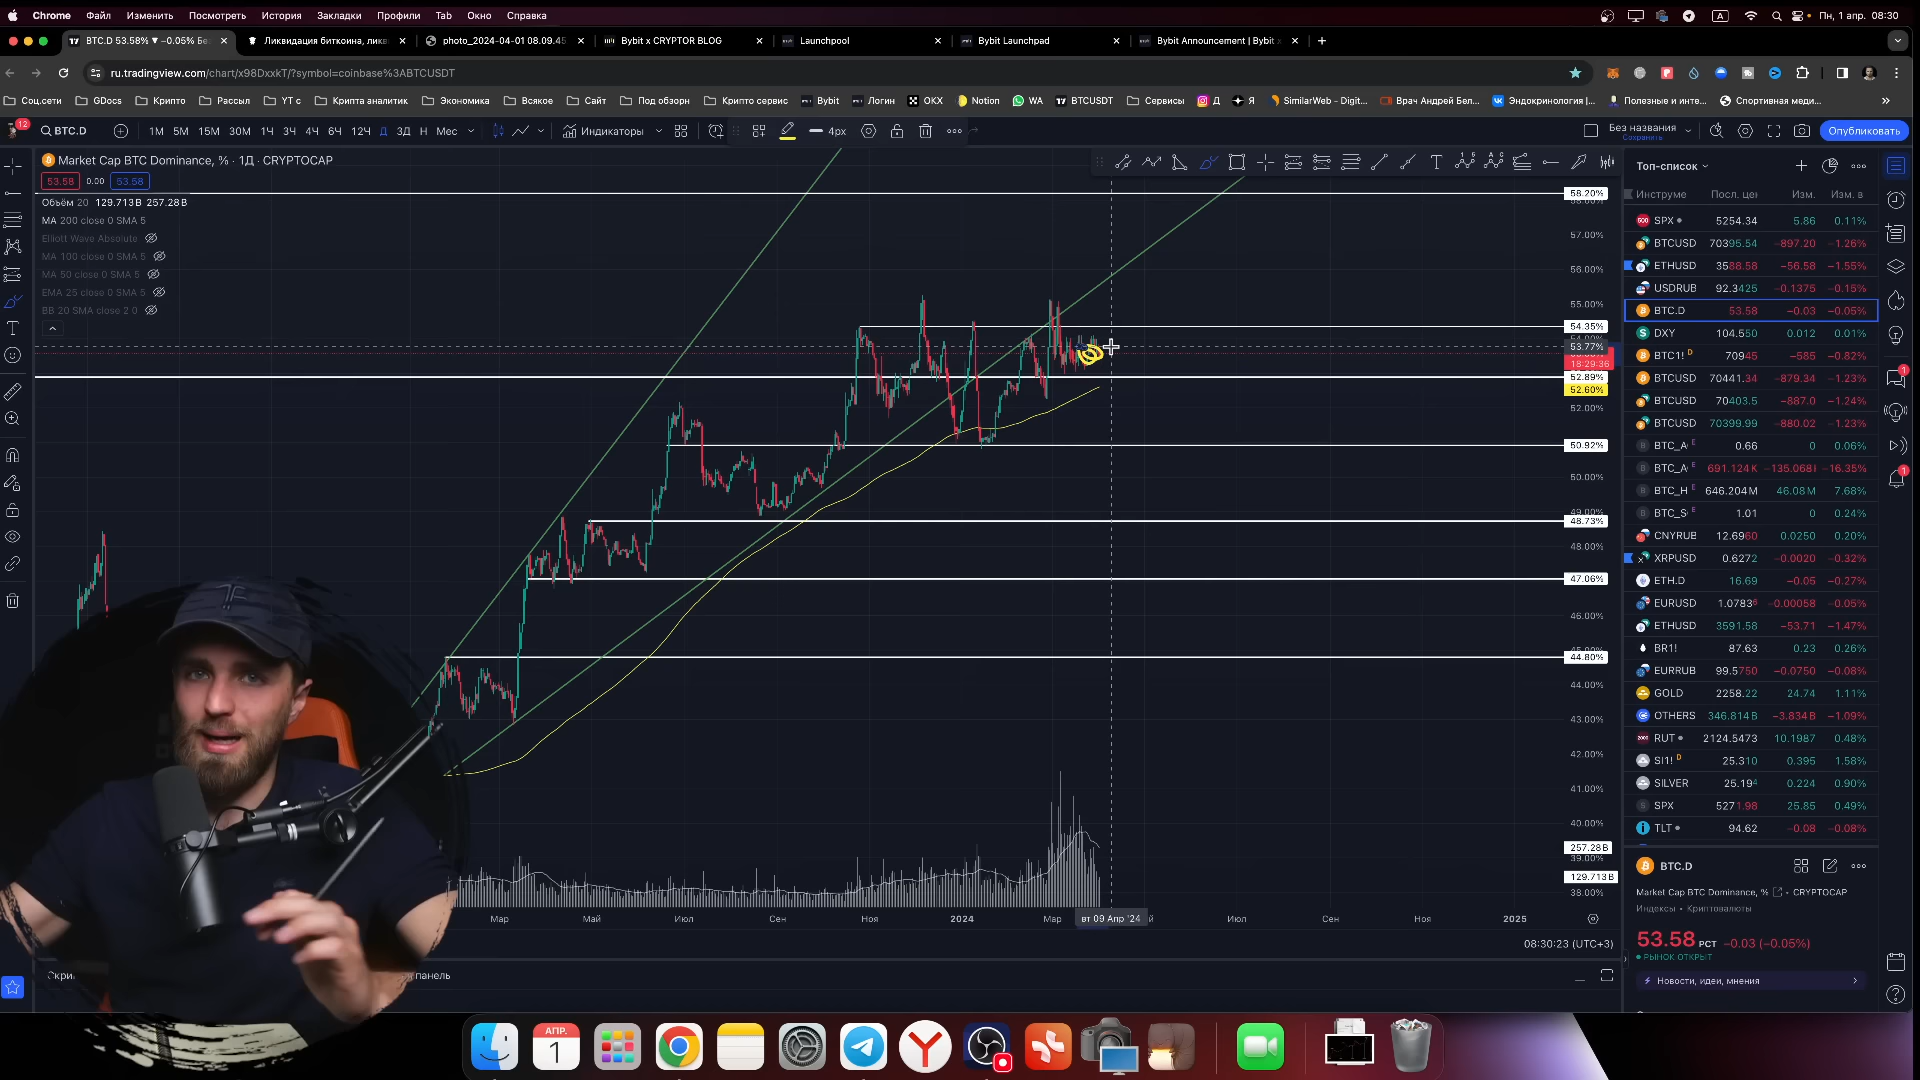 Chrome Файл Изменить Посмотреть История Закладки Профили Tab Окно Справка
A Пн, 1 апр. 08:30
BTC.D 53.58% ▼ −0.05% Бе
Ликвидация биткоина, лик
photo_2024-04-01 08.09.45
Bybit x CRYPTOR BLOG
Launchpool
Bybit Launchpad
Bybit Announcement | Bybit
ru.tradingview.com/chart/x98DxxkT/?symbol=coinbase%3ABTCUSDT
Соц.сети GDocs Крипто Рассыл YT с Крипта аналитик Экономика Всякое Сайт Под обзорн Крипто сервис Bybit Логин OKX Notion WA BTCUSDT Сервисы Д Я SimilarWeb - Digit... Врач Андрей Бел... Эндокринология |... Полезные и инте... Спортивная меди...
12
BTC.D 1М 5М 15М 30М 1Ч 3Ч 4Ч 6Ч 12Ч Д 3Д Н Мес Индикаторы 4px
Без названия
Сохранить
Опубликовать
Market Cap BTC Dominance, % · 1Д · CRYPTOCAP
53.58 0.00 53.58
Объём 20 129.713B 257.28B
MA 200 close 0 SMA 5
Elliott Wave Absolute
MA 100 close 0 SMA 5
MA 50 close 0 SMA 5
EMA 25 close 0 SMA 5
BB 20 SMA close 2 0
58.20%
57.00%
56.00%
55.00%
54.35%
53.77%
18:29:36
52.89%
52.60%
52.00%
50.92%
50.00%
49.00%
48.73%
48.00%
47.06%
46.00%
44.80%
44.00%
43.00%
42.00%
41.00%
40.00%
257.28B
39.00%
129.713B
38.00%
Мар Май Июл Сен Ноя 2024 Мар вт 09 Апр '24 Июл Сен Ноя 2025
08:30:23 (UTC+3)
панель
Топ-список
Инструме Посл. цен Изм. Изм. в
SPX 5254.34 5.86 0.11%
BTCUSD 70395.54 −897.20 −1.26%
ETHUSD 3588.58 −56.58 −1.55%
USDRUB 92.3425 −0.1375 −0.15%
BTC.D 53.58 −0.03 −0.05%
DXY 104.550 0.012 0.01%
BTC1! D 70945 −585 −0.82%
BTCUSD 70441.34 −879.34 −1.23%
BTCUSD 70403.5 −887.0 −1.24%
BTCUSD 70399.99 −880.02 −1.23%
BTC_A E 0.66 0 0.06%
BTC_A E 691.124K −135.068 −16.35%
BTC_H E 646.204M 46.08M 7.68%
BTC_S E 1.01 0 0.24%
CNYRUB 12.6960 0.0250 0.20%
XRPUSD 0.6272 −0.0020 −0.32%
ETH.D 16.69 −0.05 −0.27%
EURUSD 1.07836 −0.00058 −0.05%
ETHUSD 3591.58 −53.71 −1.47%
BR1! 87.63 0.23 0.26%
EURRUB 99.5750 −0.0750 −0.08%
GOLD 2258.22 24.74 1.11%
OTHERS 346.814B −3.834B −1.09%
RUT 2124.5473 10.1987 0.48%
SI1! D 25.310 0.395 1.58%
SILVER 25.194 0.224 0.90%
SPX 5271.98 25.85 0.49%
TLT 94.62 −0.08 −0.08%
BTC.D
Market Cap BTC Dominance, % CRYPTOCAP
Индексы • Криптовалюты
53.58 РСТ −0.03 (−0.05%)
РЫНОК ОТКРЫТ
Новости, идеи, мнения
АПР.
1